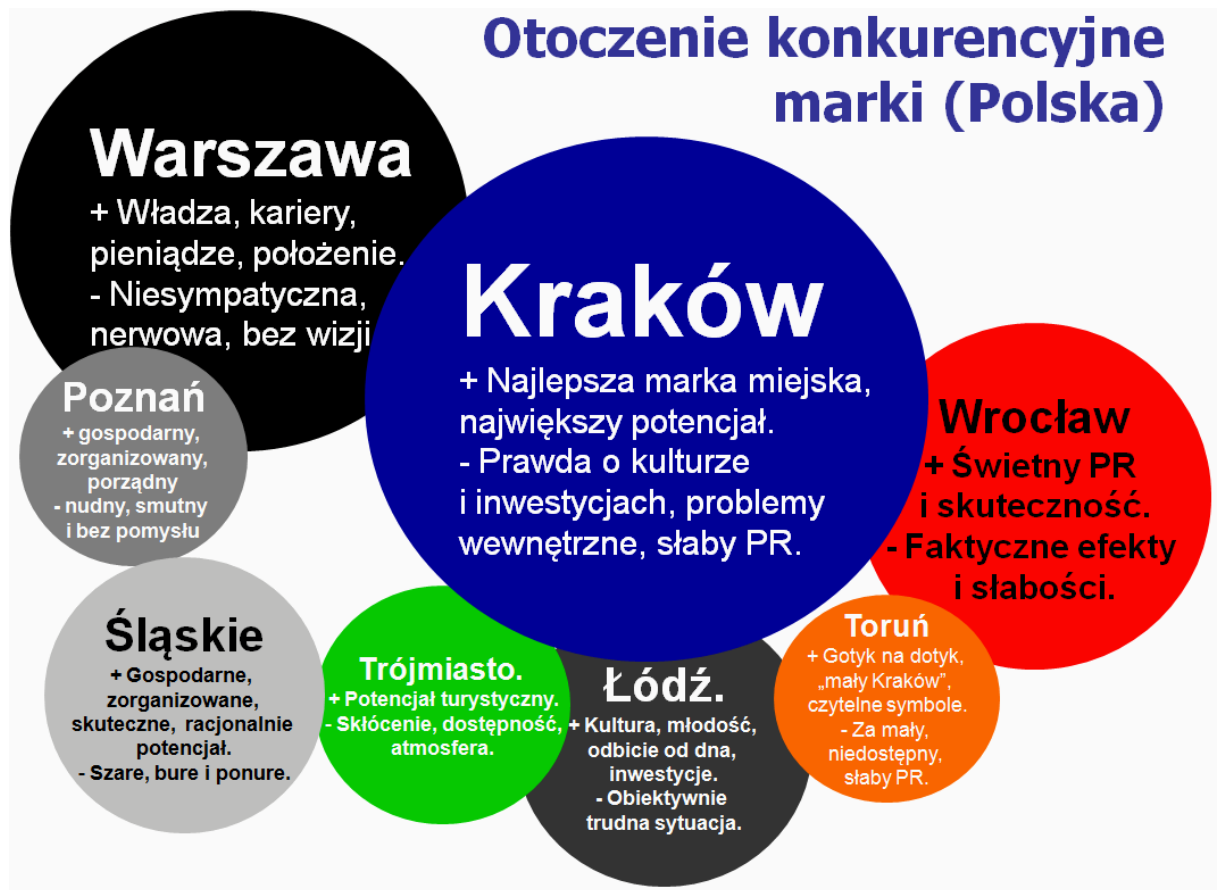 Otoczenie konkurencyjne
marki (Polska)
Warszawa
+ Władza, kariery,
pieniądze, położenie.
- Niesympatyczna,
nerwowa, bez wizji
Kraków
+ Najlepsza marka miejska,
największy potencjał.
- Prawda o kulturze
i inwestycjach, problemy
wewnętrzne, słaby PR.
Poznań
+ gospodarny,
zorganizowany,
porządny
- nudny, smutny
i bez pomysłu
Wrocław
+ Świetny PR
i skuteczność.
- Faktyczne efekty
i słabości.
Śląskie
+ Gospodarne,
zorganizowane,
skuteczne, racjonalnie
potencjał.
- Szare, bure i ponure.
Trójmiasto.
+ Potencjał turystyczny.
- Skłócenie, dostępność,
atmosfera.
Łódź.
+ Kultura, młodość,
odbicie od dna,
inwestycje.
- Obiektywnie
trudna sytuacja.
Toruń
+ Gotyk na dotyk,
„mały Kraków”,
czytelne symbole.
- Za mały,
niedostępny,
słaby PR.